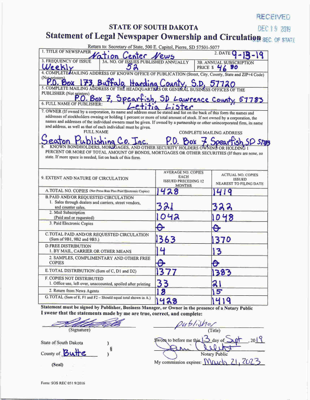 RECEIVED
DEC 19 2019
SEC. OF STATE
STATE OF SOUTH DAKOTA
Statement of Legal Newspaper Ownership and Circulation
Return to: Secretary of State, 500 E. Capitol, Pierre, SD 57501-5077
1. TITLE OF NEWSPAPER Nation Center News
2. DATE 9-13-19
3. FREQUENCY OF ISSUE Weekly
3A. NO. OF ISSUES PUBLISHED ANNUALLY 52
3B. ANNUAL SUBSCRIPTION PRICE $
4. COMPLETE MAILING ADDRESS OF KNOWN OFFICE OF PUBLICATION (Street, City, County, State and ZIP+4 Code)
P.O. Box 173, Buffalo, Harding County, S.D. 57720
5. COMPLETE MAILING ADDRESS OF THE HEADQUARTERS OR GENERAL BUSINESS OFFICES OF THE PUBLISHER (Not printer)
P.O. Box 7, Spearfish, SD Lawrence County, 57783
6. FULL NAME OF PUBLISHER: Letitia Lister
7. OWNER (If owned by a corporation, its name and address must be stated and list on the back of this form the names and
addresses of stockholders owning or holding 1 percent or more of total amount of stock. If not owned by a corporation, the
names and addresses of the individual owners must be given. If owned by a partnership or other unincorporated firm, its name
and address, as well as that of each individual must be given.
FULL NAME COMPLETE MAILING ADDRESS
Seaton Publishing Co. Inc. P.O. Box 7 Spearfish, SD 57783
8. KNOWN BONDHOLDERS, MORTGAGES, AND OTHER SECURITY HOLDERS OWNING OR HOLDING 1
PERCENT OR MORE OF TOTAL AMOUNT OF BONDS, MORTGAGES OR OTHER SECURITIES (If there are none, so
state. If more space is needed, list on back of this form.
9. EXTENT AND NATURE OF CIRCULATION
AVERAGE NO. COPIES EACH ISSUED PRECEDING 12 MONTHS
ACTUAL NO. COPIES ISSUED NEAREST TO FILING DATE
A. TOTAL NO. COPIES 1428 1419
B. PAID AND/OR REQUESTED CIRCULATION
1. Sales through dealers and carriers, street vendors, and counter sales. 321 322
2. Mail Subscription (Paid and or requested) 1042 1048
3. Paid Electronic Copies
C. TOTAL PAID AND/OR REQUESTED CIRCULATION
(Sum of 9B1, 9B2 and 9B3.) 1363 1370
D. FREE DISTRIBUTION
1. BY MAIL, CARRIER OR OTHER MEANS 14 13
2. SAMPLES, COMPLIMENTARY AND OTHER FREE COPIES
E. TOTAL DISTRIBUTION (Sum of C, D1 and D2) 1377 1383
F. COPIES NOT DISTRIBUTED
1. Office use, left over, unaccounted, spoiled after printing 33 21
2. Return from News Agents 18 15
G. TOTAL (Sum of E, F1 and F2 - Should equal total shown in A.) 1428 1419
Statement must be signed by Publisher, Business Manager, or Owner in the presence of a Notary Public
I swear that the statements made by me are true, correct, and complete:
publisher
(Signature) (Title)
State of South Dakota )
County of Butte )
Sworn to before me this 13 day of Sept 2019
Notary Public
(Seal)
My commission expires: March 21, 2023
Form: SOS REC 051 9/2016